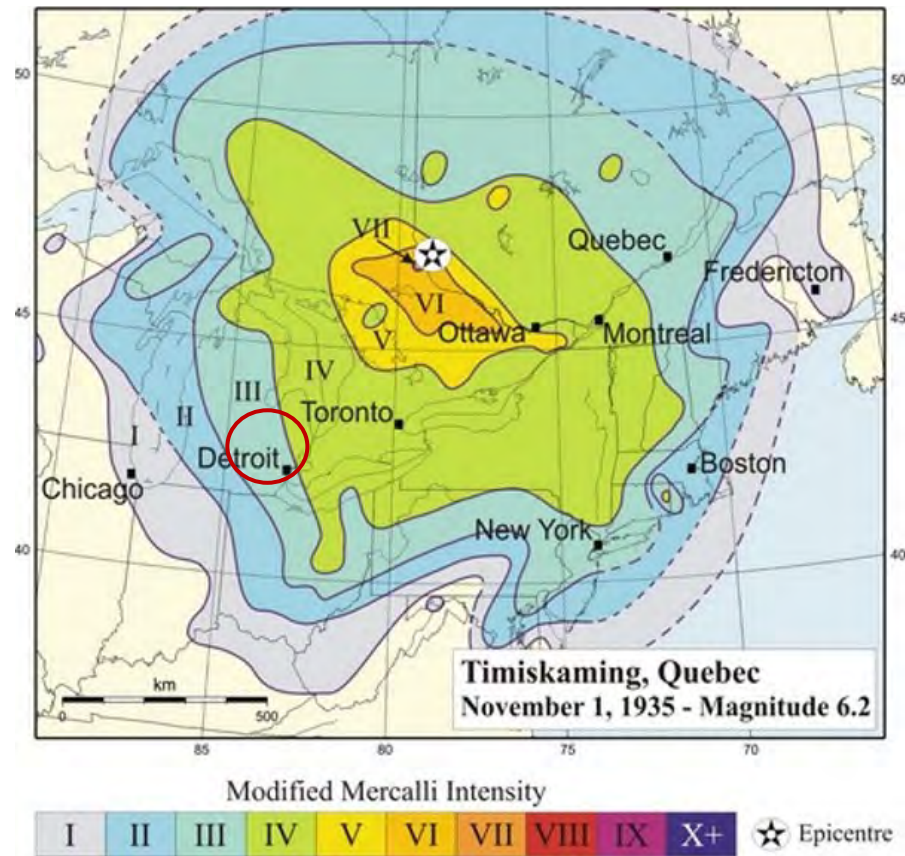 50
50
VII
Quebec
Fredericton
VI
45
Ottawa
Montreal
45
V
IV
III
Toronto
II
I
Detroit
Boston
Chicago
New York
40
40
km
0 500
Timiskaming, Quebec
November 1, 1935 - Magnitude 6.2
85 80 75 70
Modified Mercalli Intensity
I II III IV V VI VII VIII IX X+ Epicentre